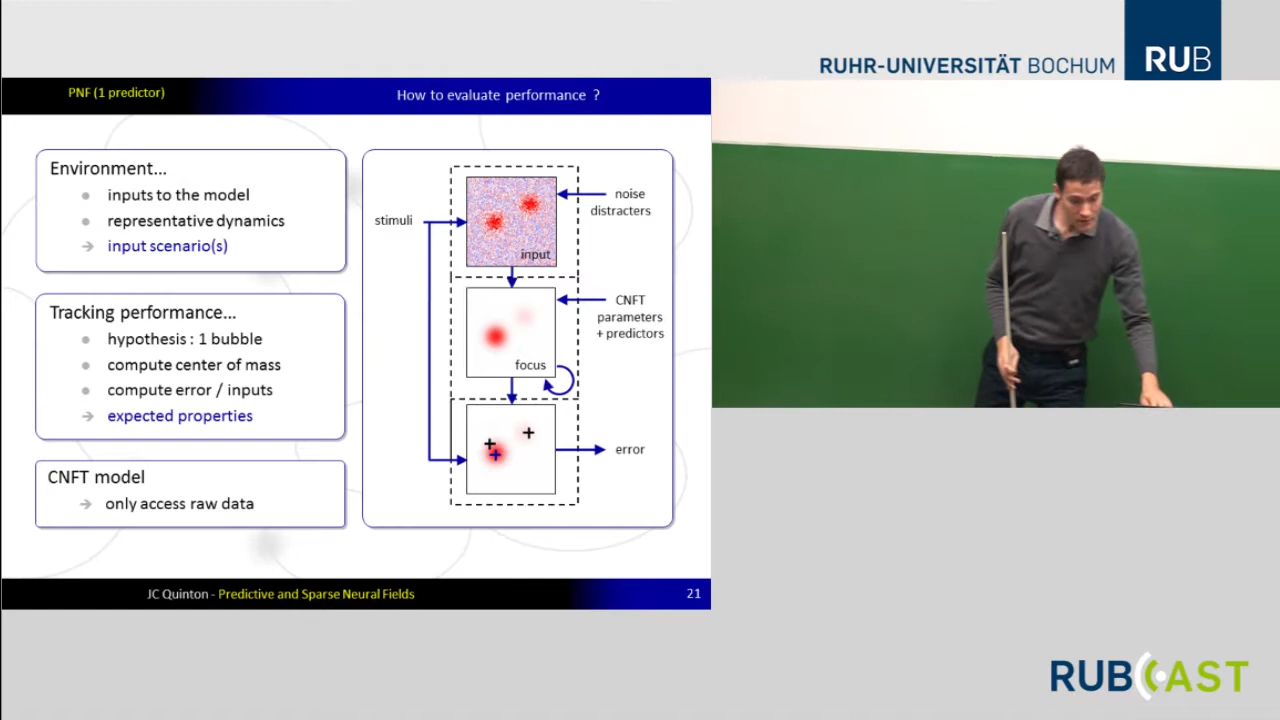 RUHR-UNIVERSITÄT BOCHUM RUB
PNF (1 predictor)
How to evaluate performance ?
Environment...
inputs to the model
representative dynamics
input scenario(s)
Tracking performance...
hypothesis : 1 bubble
compute center of mass
compute error / inputs
expected properties
CNFT model
only access raw data
stimuli
noise
distracters
input
CNFT
parameters
+ predictors
focus
error
JC Quinton - Predictive and Sparse Neural Fields
21
RUBCAST